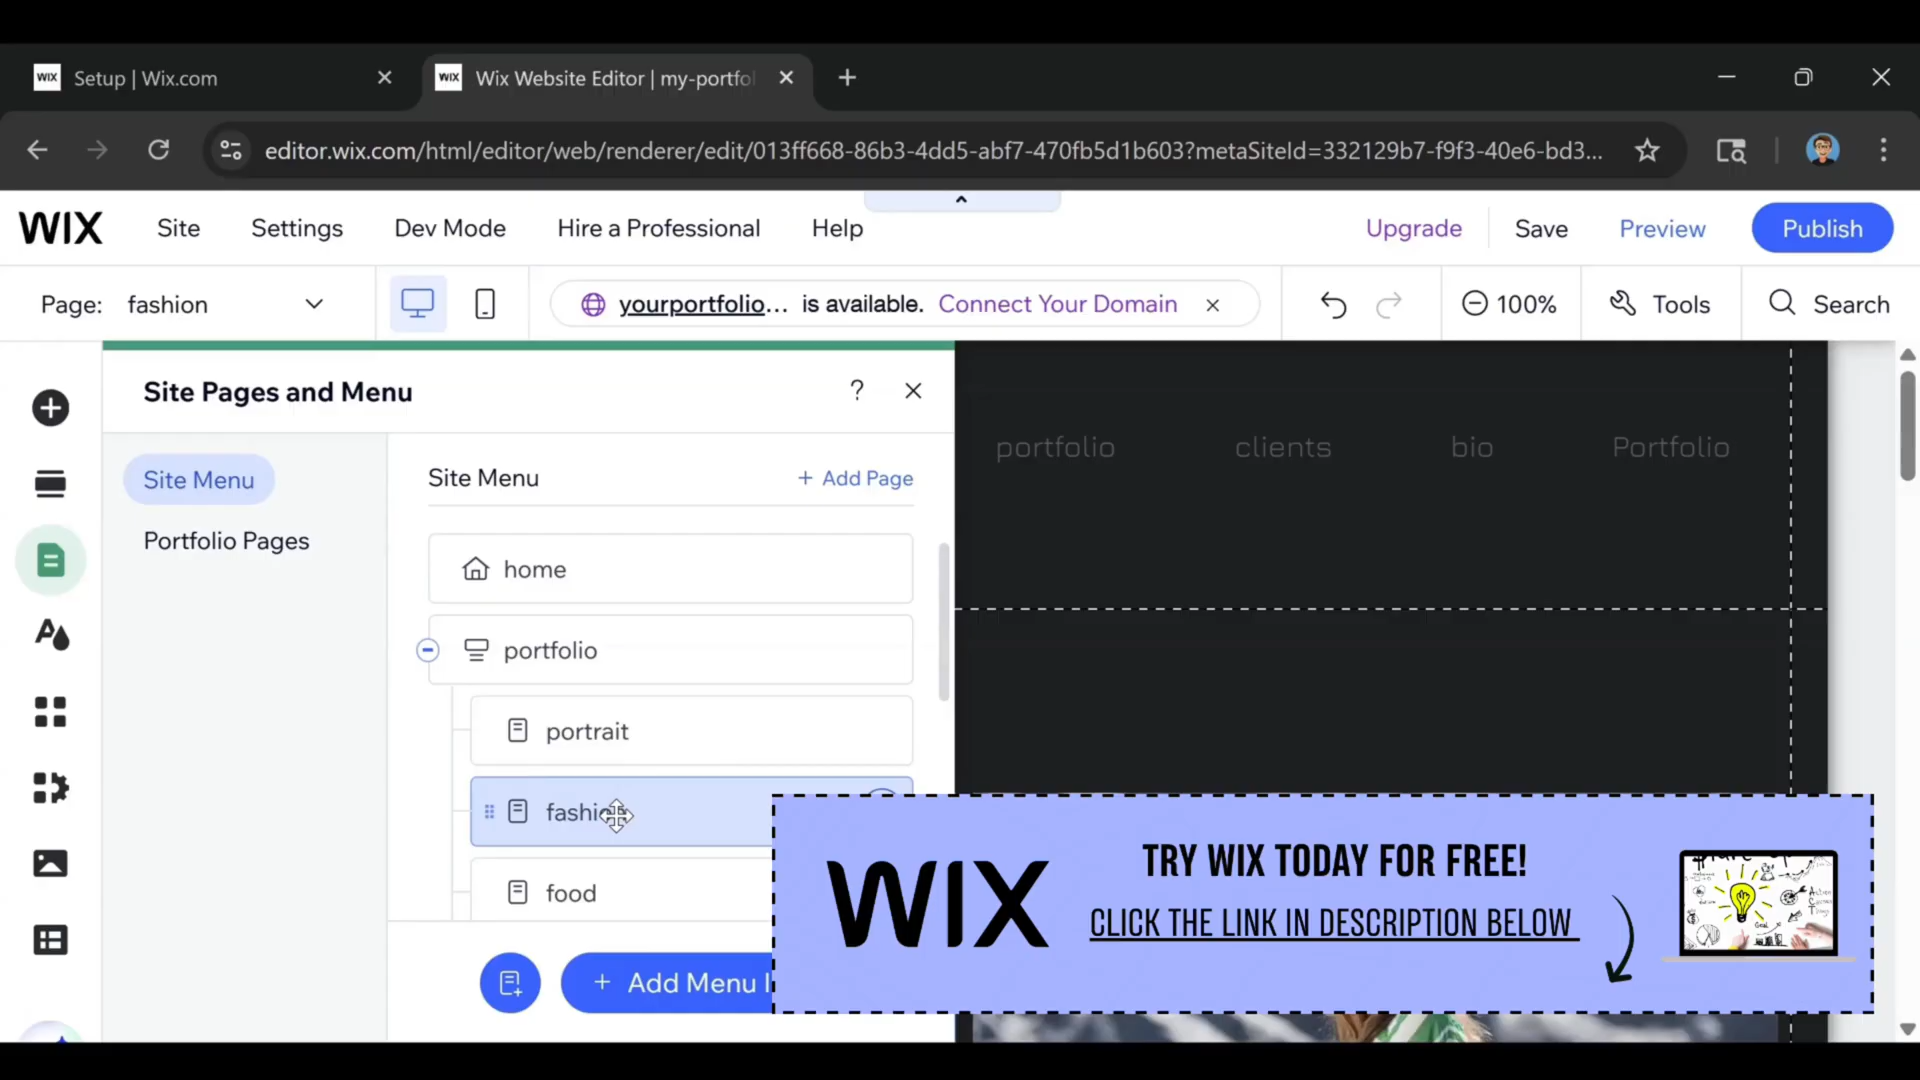 WIX Setup | Wix.com
WIX Wix Website Editor | my-portfo
editor.wix.com/html/editor/web/renderer/edit/013ff668-86b3-4dd5-abf7-470fb5d1b603?metaSiteId=332129b7-f9f3-40e6-bd3...
WIX Site Settings Dev Mode Hire a Professional Help Upgrade Save Preview Publish
Page: fashion yourportfolio... is available. Connect Your Domain 100% Tools Search
Site Pages and Menu ?
portfolio clients bio Portfolio
Site Menu
Site Menu + Add Page
Portfolio Pages
home
portfolio
portrait
fashion
food
+ Add Menu I
WIX
TRY WIX TODAY FOR FREE!
CLICK THE LINK IN DESCRIPTION BELOW